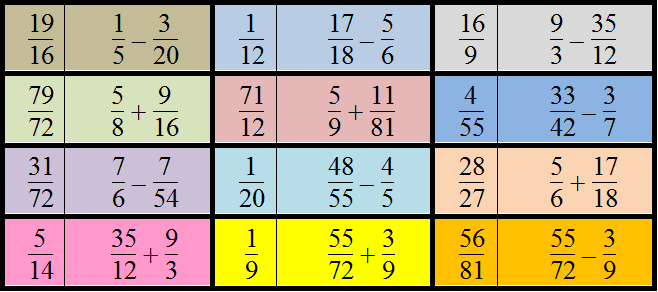 19/16 1/5 − 3/20 1/12 17/18 − 5/6 16/9 9/3 − 35/12
79/72 5/8 + 9/16 71/12 5/9 + 11/81 4/55 33/42 − 3/7
31/72 7/6 − 7/54 1/20 48/55 − 4/5 28/27 5/6 + 17/18
5/14 35/12 + 9/3 1/9 55/72 + 3/9 56/81 55/72 − 3/9